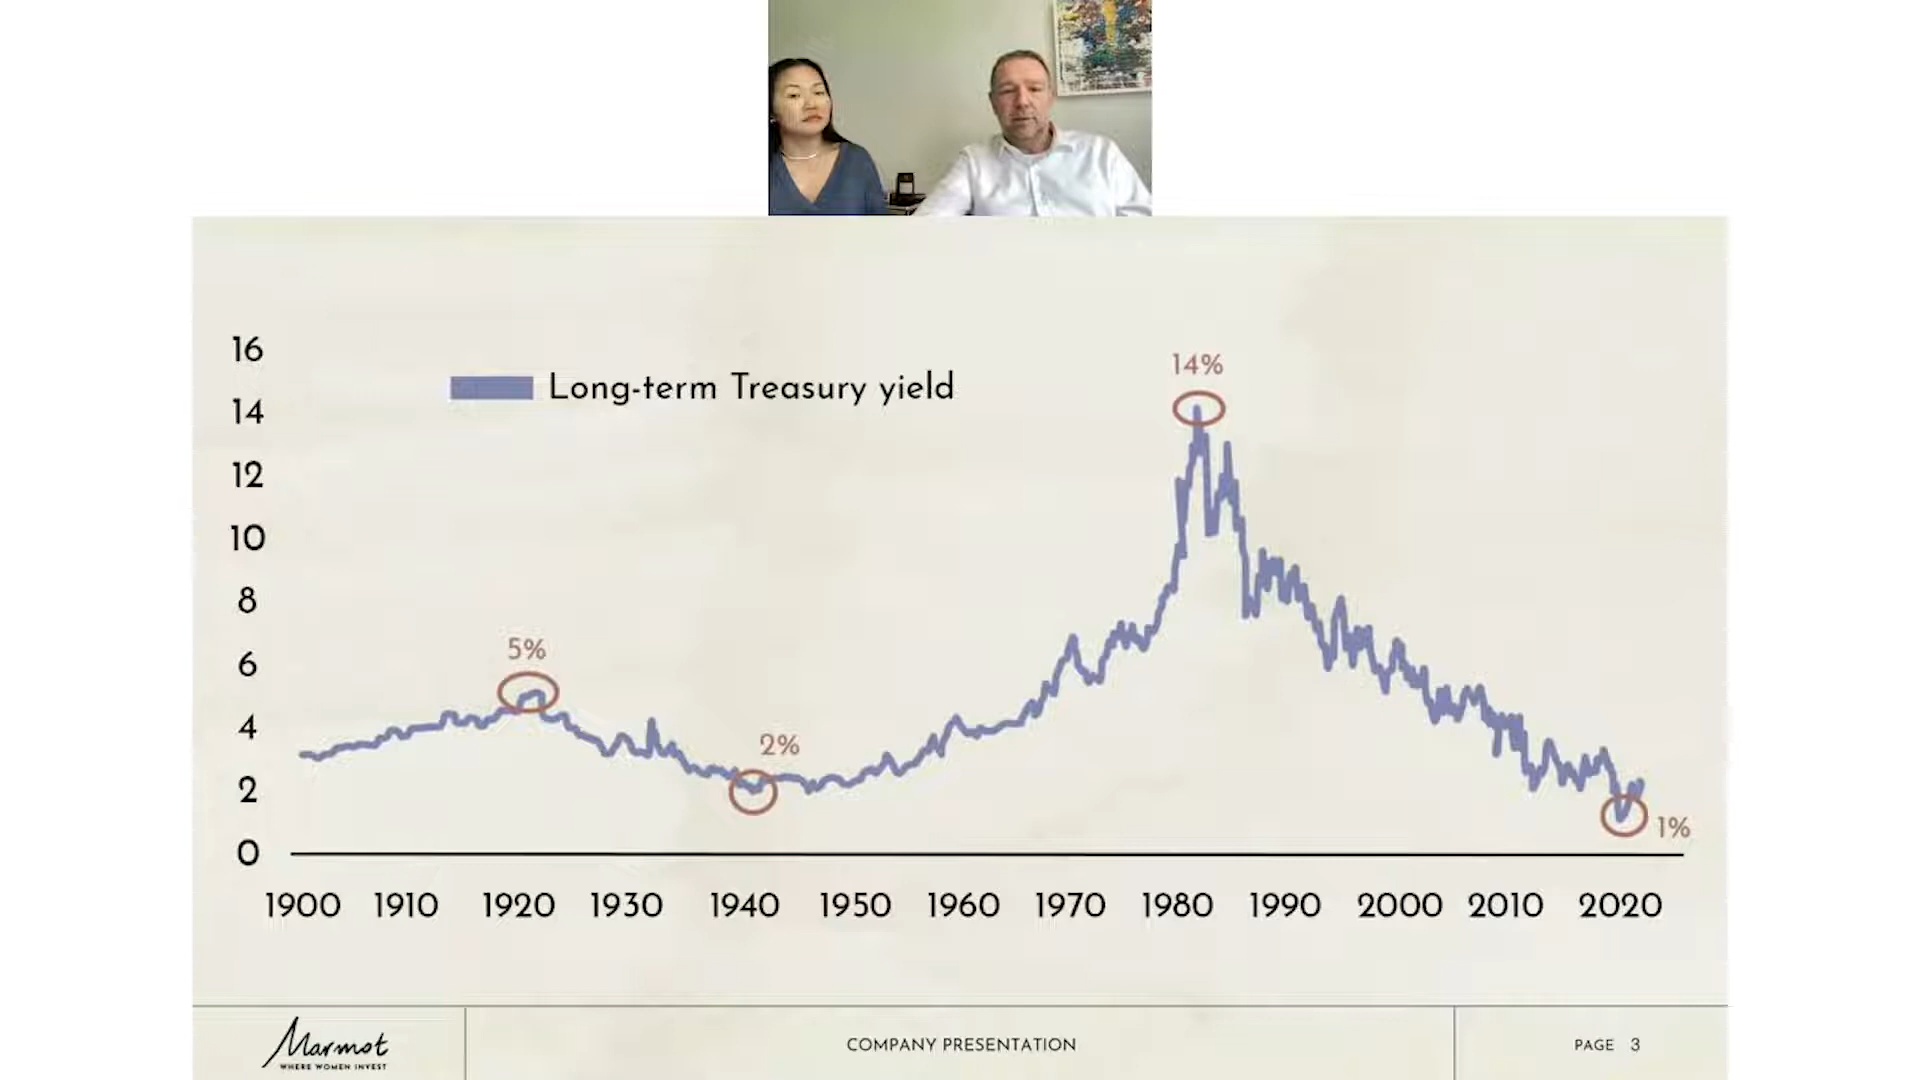 16
Long-term Treasury yield
14%
14
12
10
8
5%
6
4
2%
2
1%
0
1900 1910 1920 1930 1940 1950 1960 1970 1980 1990 2000 2010 2020
Marmot
WHERE WOMEN INVEST
COMPANY PRESENTATION
PAGE 3